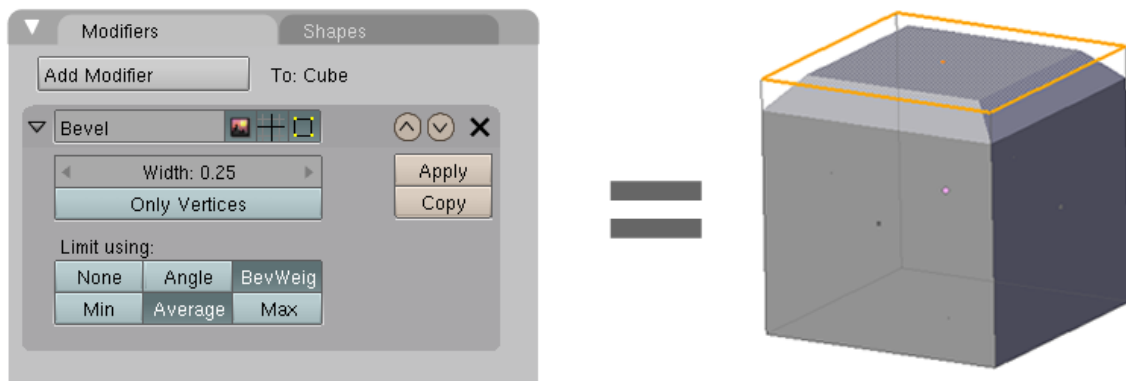 Modifiers Shapes
Add Modifier To: Cube
Bevel
Width: 0.25 Apply
Only Vertices Copy
Limit using:
None Angle BevWeig
Min Average Max